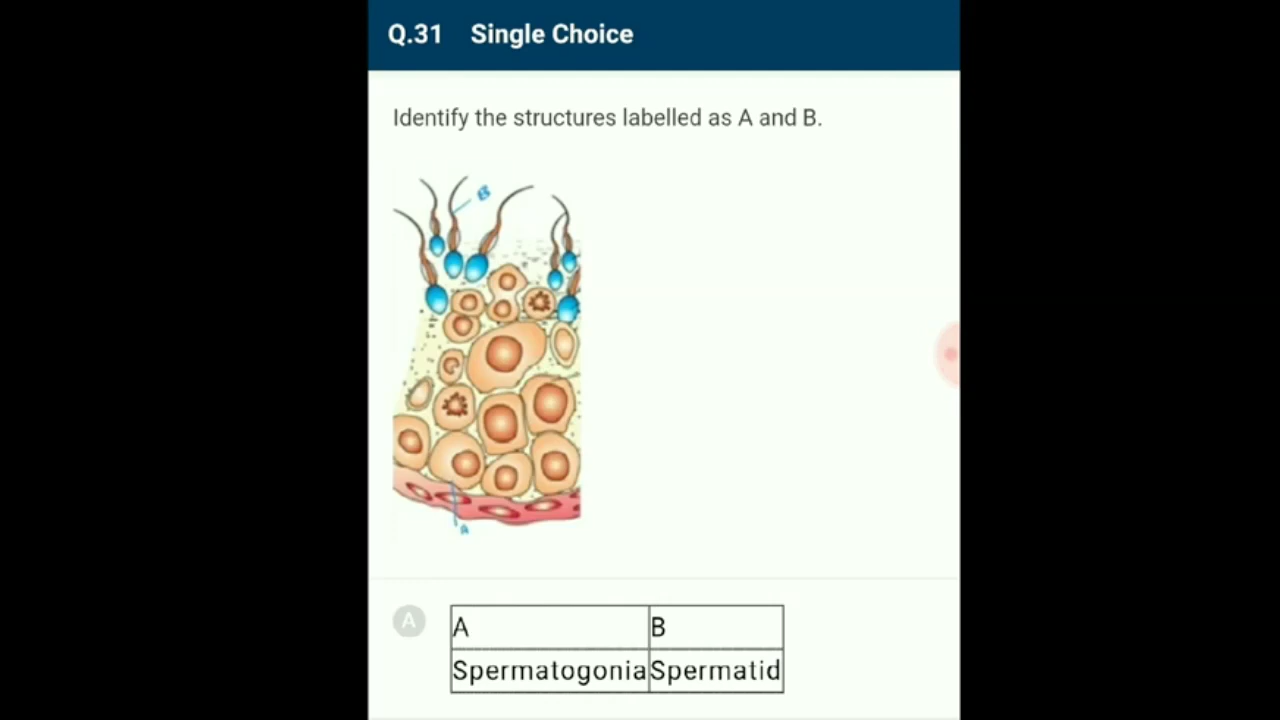 Q.31 Single Choice
Identify the structures labelled as A and B.
B
A
A
A B
Spermatogonia Spermatid